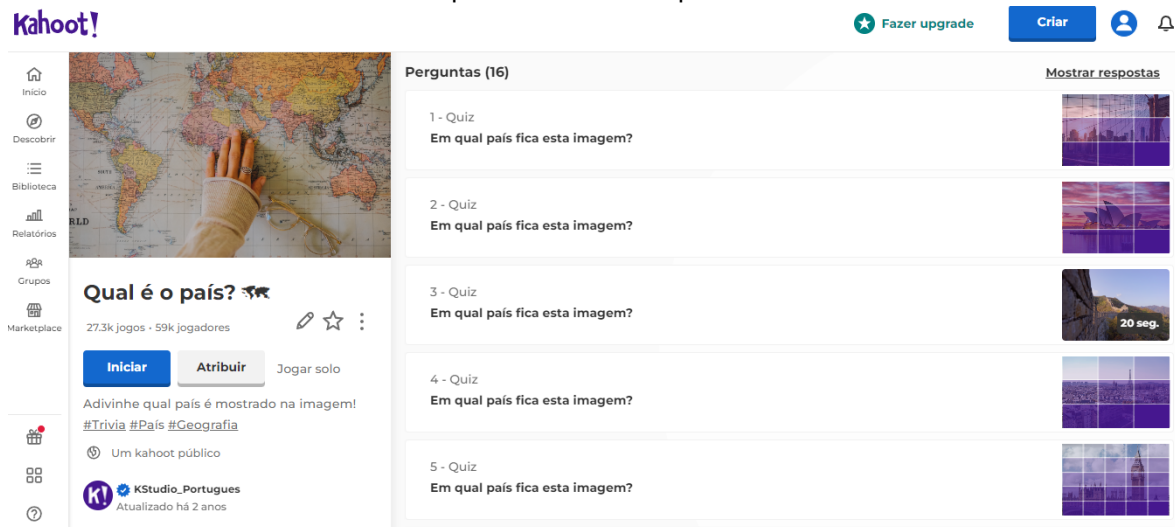 Kahoot!
Fazer upgrade
Criar
Início
Descobrir
Biblioteca
Relatórios
Grupos
Marketplace
Qual é o país?
27.3k jogos • 59k jogadores
Iniciar
Atribuir
Jogar solo
Adivinhe qual país é mostrado na imagem!
#Trivia #País #Geografia
Um kahoot público
K!
KStudio_Portugues
Atualizado há 2 anos
Perguntas (16)
Mostrar respostas
1 - Quiz
Em qual país fica esta imagem?
2 - Quiz
Em qual país fica esta imagem?
3 - Quiz
Em qual país fica esta imagem?
20 seg.
4 - Quiz
Em qual país fica esta imagem?
5 - Quiz
Em qual país fica esta imagem?